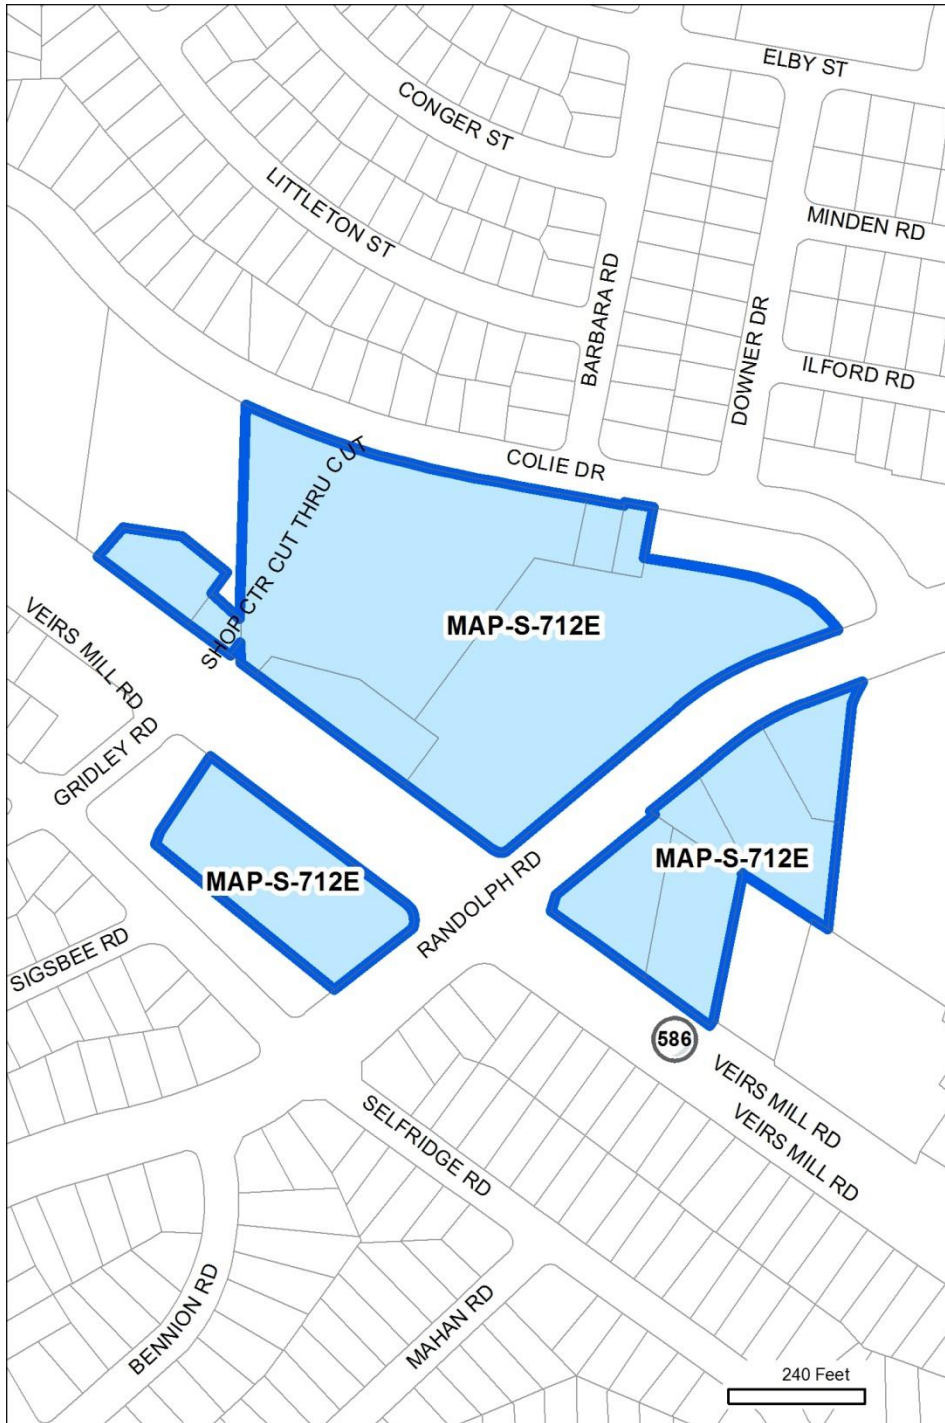 ELBY ST
CONGER ST
LITTLETON ST
MINDEN RD
BARBARA RD
DOWNER DR
ILFORD RD
COLIE DR
SHOP CTR CUT THRU CUT
VEIRS MILL RD
MAP-S-712E
GRIDLEY RD
MAP-S-712E
MAP-S-712E
RANDOLPH RD
SIGSBEE RD
586
VEIRS MILL RD
VEIRS MILL RD
SELFRIDGE RD
BENNION RD
MAHAN RD
240 Feet